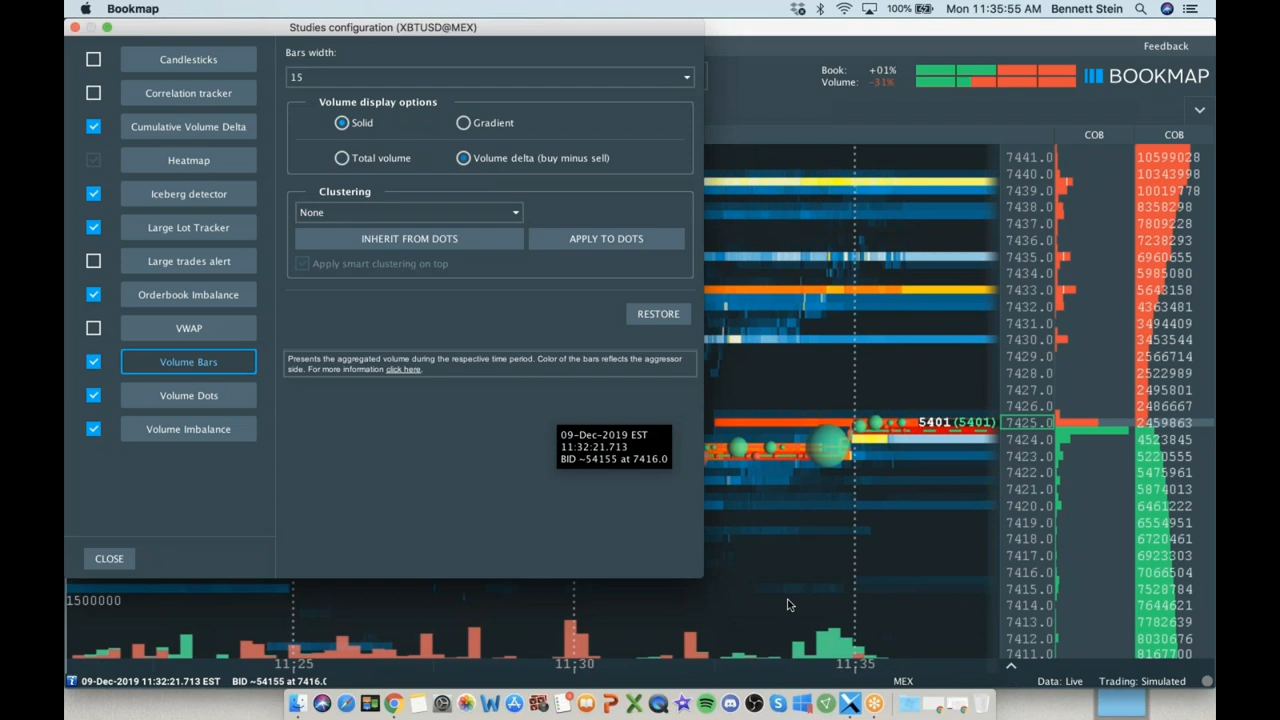 Bookmap
100%
Mon 11:35:55 AM
Bennett Stein
Studies configuration (XBTUSD@MEX)
Feedback
Candlesticks
Correlation tracker
Cumulative Volume Delta
Heatmap
Iceberg detector
Large Lot Tracker
Large trades alert
Orderbook Imbalance
VWAP
Volume Bars
Volume Dots
Volume Imbalance
CLOSE
Bars width:
15
Volume display options
Solid
Gradient
Total volume
Volume delta (buy minus sell)
Clustering
None
INHERIT FROM DOTS
APPLY TO DOTS
Apply smart clustering on top
RESTORE
Presents the aggregated volume during the respective time period. Color of the bars reflects the aggressor
side. For more information click here.
09-Dec-2019 EST
11:32:21.713
BID ~54155 at 7416.0
Book: +01%
Volume: -31%
BOOKMAP
COB
COB
7441.0 10599028
7440.0 10343998
7439.0 10019778
7438.0 8358298
7437.0 7809228
7436.0 7238293
7435.0 6960655
7434.0 5985080
7433.0 5643158
7432.0 4363481
7431.0 3494409
7430.0 3453544
7429.0 2566714
7428.0 2522989
7427.0 2495801
7426.0 2486667
5401 (5401) 7425.0 2459863
7424.0 4523845
7423.0 5220555
7422.0 5475961
7421.0 5874013
7420.0 6461222
7419.0 6554951
7418.0 6720461
7417.0 6923303
7416.0 7066504
7415.0 7528784
7414.0 7644621
7413.0 7782639
7412.0 8030676
7411.0 8167700
1500000
11:25
11:30
11:35
09-Dec-2019 11:32:21.713 EST BID ~54155 at 7416.0
MEX
Data: Live
Trading: Simulated